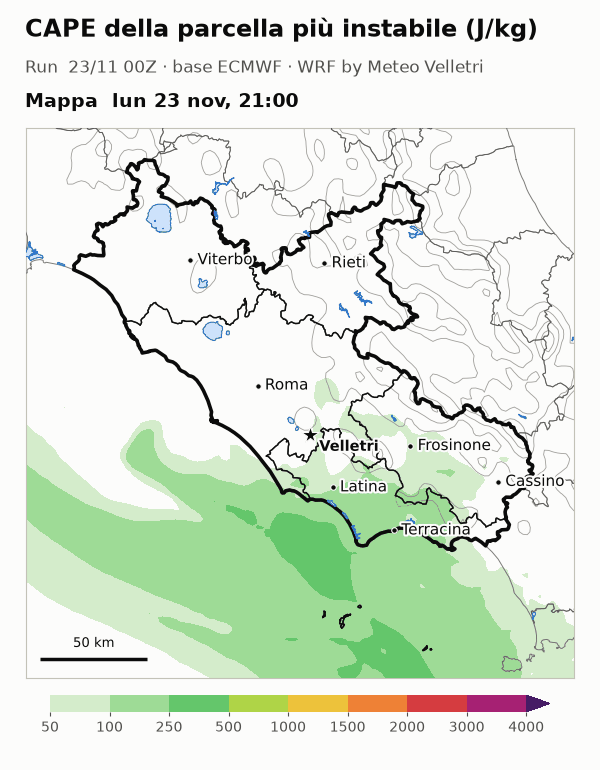 CAPE della parcella più instabile (J/kg)
Run  23/11 00Z · base ECMWF · WRF by Meteo Velletri
Mappa  lun 23 nov, 21:00
Viterbo
Rieti
Roma
Velletri
Frosinone
Cassino
Latina
Terracina
50 km
50 100 250 500 1000 1500 2000 3000 4000